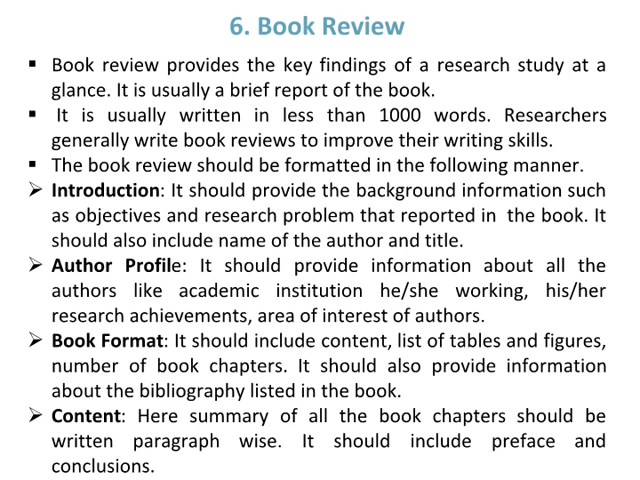 6. Book Review
▪ Book review provides the key findings of a research study at a
glance. It is usually a brief report of the book.
▪ It is usually written in less than 1000 words. Researchers
generally write book reviews to improve their writing skills.
▪ The book review should be formatted in the following manner.
➢ Introduction: It should provide the background information such
as objectives and research problem that reported in the book. It
should also include name of the author and title.
➢ Author Profile: It should provide information about all the
authors like academic institution he/she working, his/her
research achievements, area of interest of authors.
➢ Book Format: It should include content, list of tables and figures,
number of book chapters. It should also provide information
about the bibliography listed in the book.
➢ Content: Here summary of all the book chapters should be
written paragraph wise. It should include preface and
conclusions.